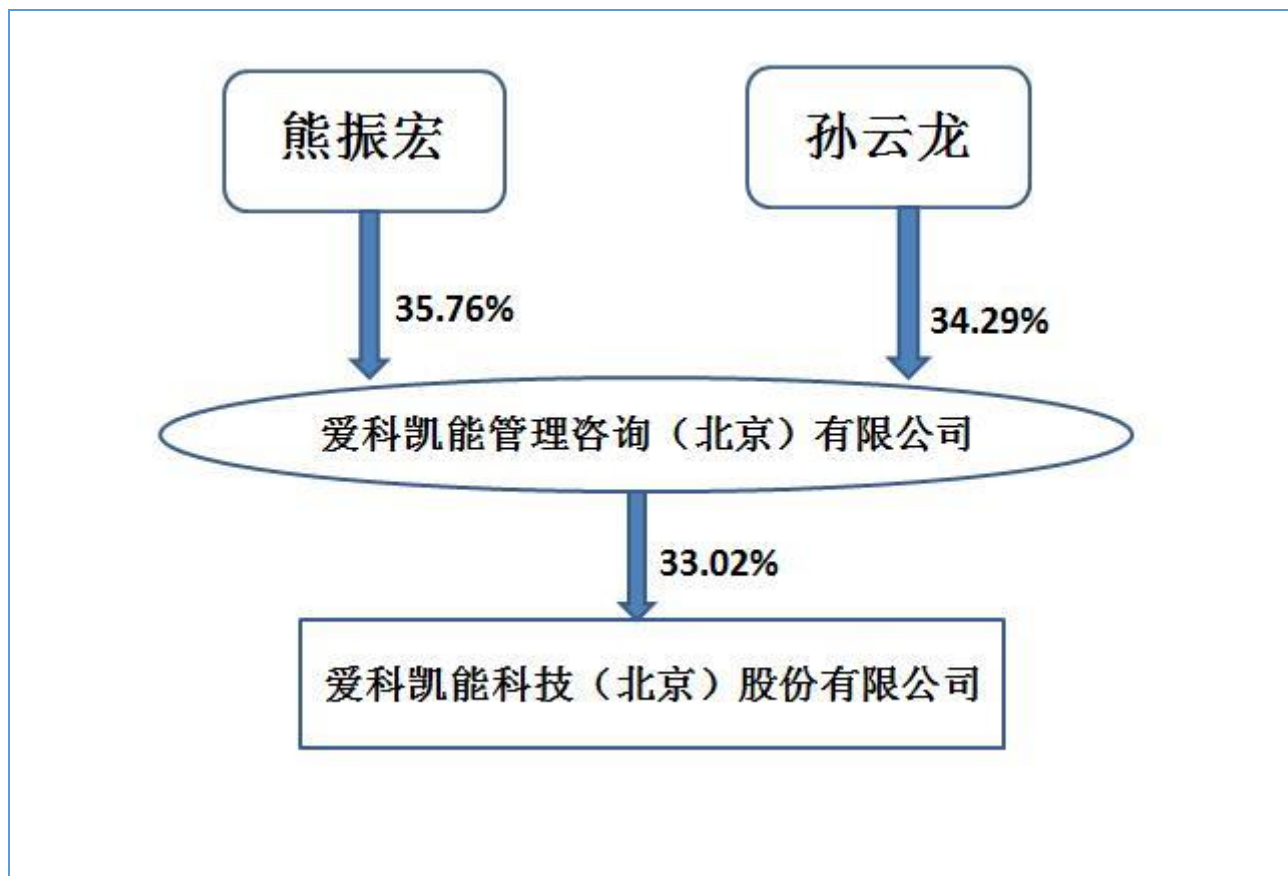 熊振宏
孙云龙
35.76%
34.29%
爱科凯能管理咨询（北京）有限公司
33.02%
爱科凯能科技（北京）股份有限公司